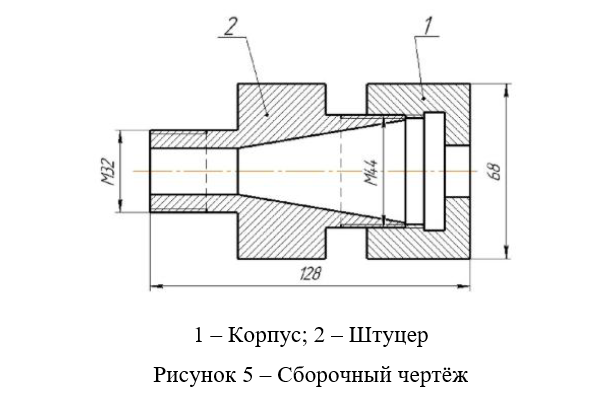 2
1
М32
М44
68
128
1 – Корпус; 2 – Штуцер
Рисунок 5 – Сборочный чертёж